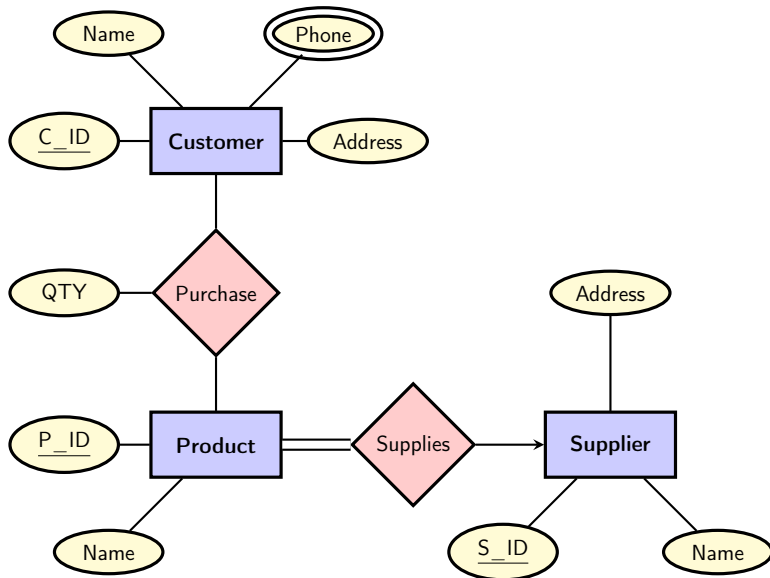 Name
Phone
C_ID
Customer
Address
QTY
Purchase
Address
P_ID
Product
Supplies
Supplier
Name
S_ID
Name